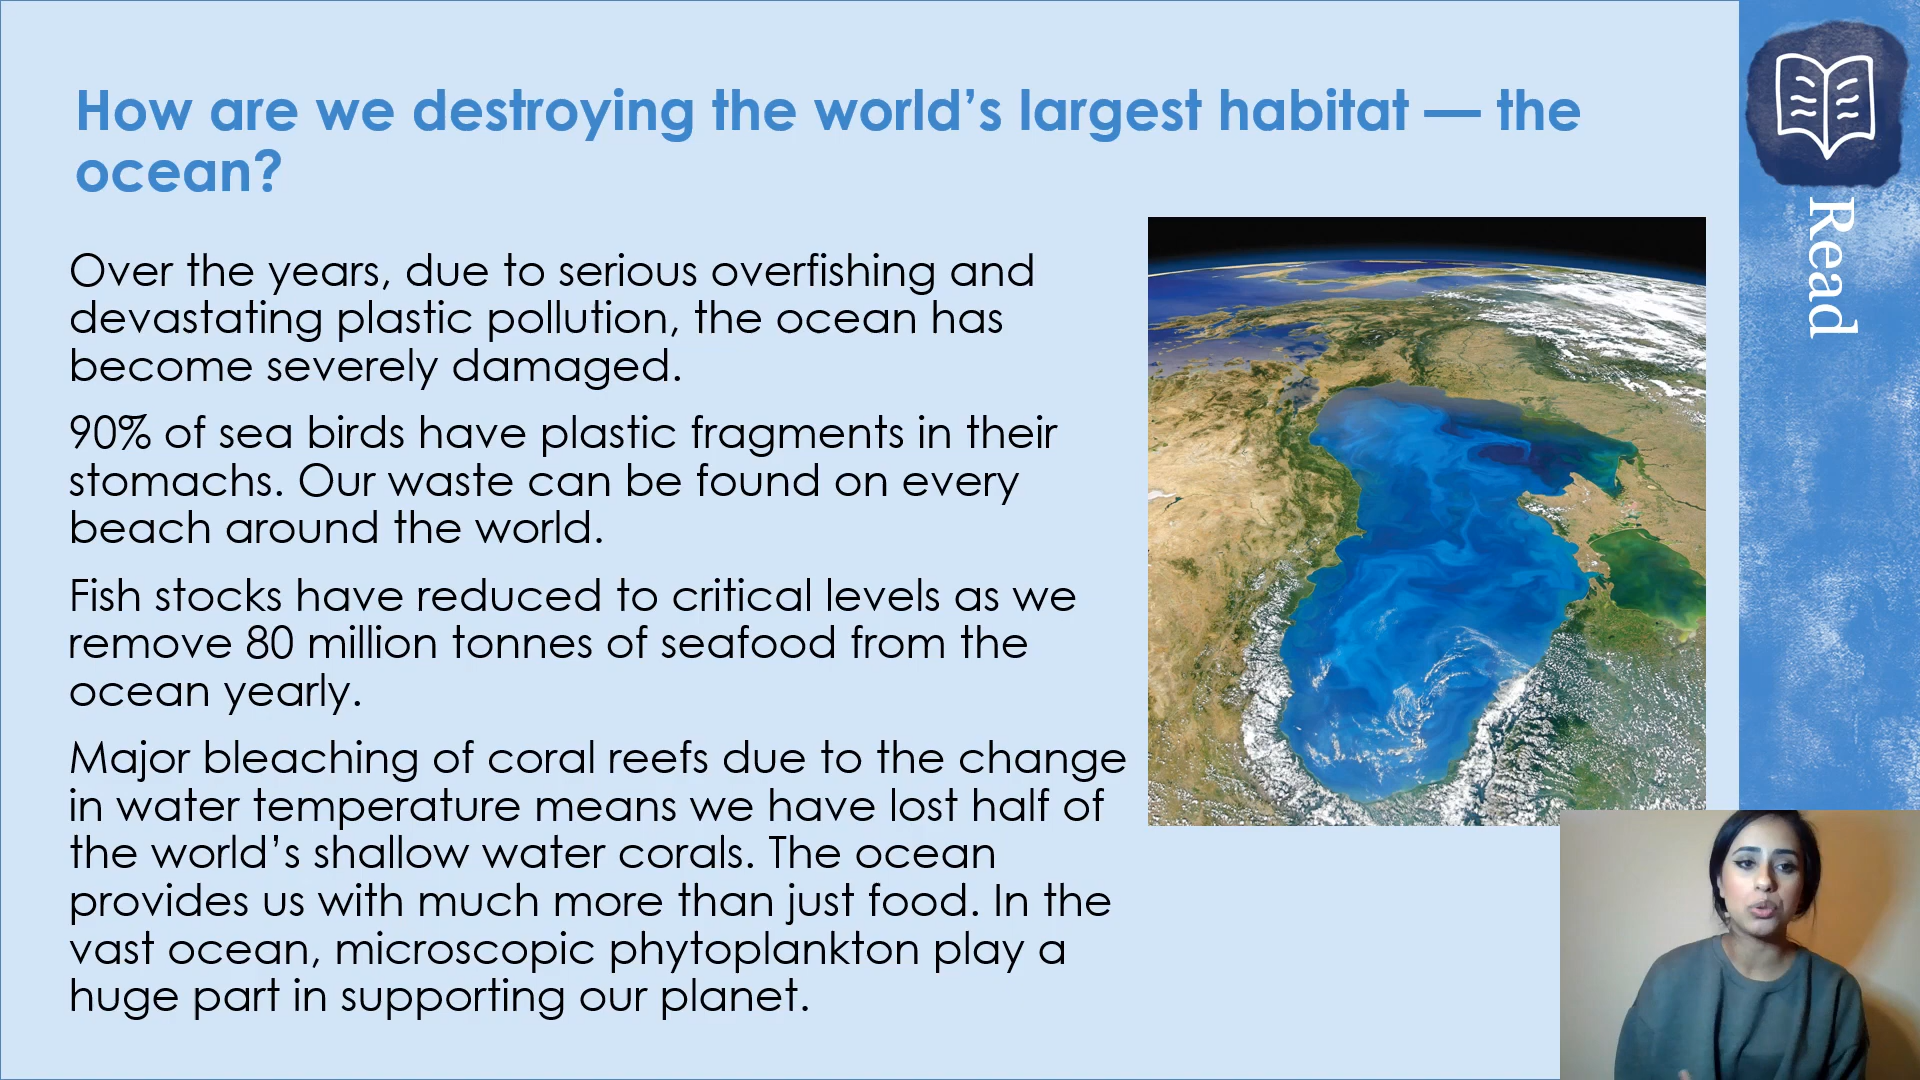 How are we destroying the world’s largest habitat — the
ocean?
Over the years, due to serious overfishing and
devastating plastic pollution, the ocean has
become severely damaged.
90% of sea birds have plastic fragments in their
stomachs. Our waste can be found on every
beach around the world.
Fish stocks have reduced to critical levels as we
remove 80 million tonnes of seafood from the
ocean yearly.
Major bleaching of coral reefs due to the change
in water temperature means we have lost half of
the world’s shallow water corals. The ocean
provides us with much more than just food. In the
vast ocean, microscopic phytoplankton play a
huge part in supporting our planet.
Read